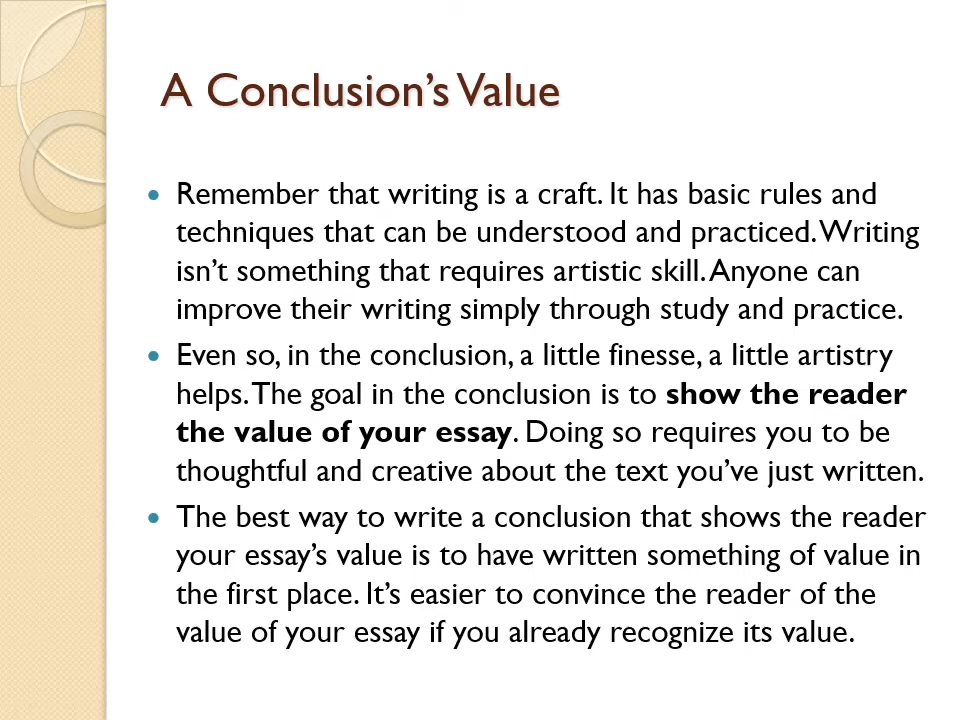 A Conclusion's Value
• Remember that writing is a craft. It has basic rules and
techniques that can be understood and practiced. Writing
isn't something that requires artistic skill. Anyone can
improve their writing simply through study and practice.
• Even so, in the conclusion, a little finesse, a little artistry
helps. The goal in the conclusion is to show the reader
the value of your essay. Doing so requires you to be
thoughtful and creative about the text you've just written.
• The best way to write a conclusion that shows the reader
your essay's value is to have written something of value in
the first place. It's easier to convince the reader of the
value of your essay if you already recognize its value.